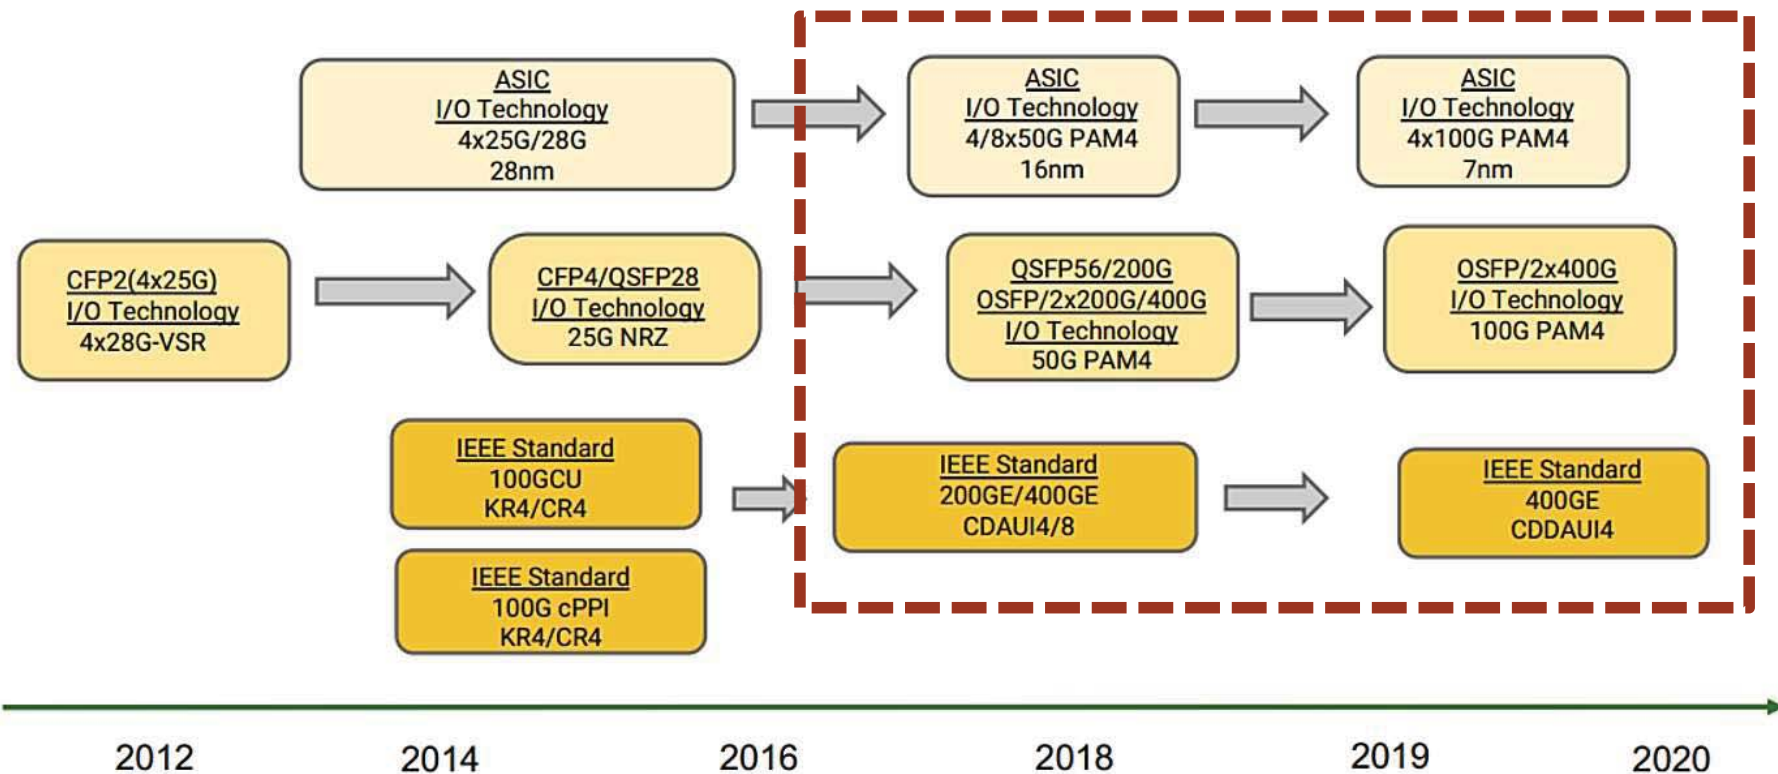 ASIC
I/O Technology
4x25G/28G
28nm
ASIC
I/O Technology
4/8x50G PAM4
16nm
ASIC
I/O Technology
4x100G PAM4
7nm
CFP2(4x25G)
I/O Technology
4x28G-VSR
CFP4/QSFP28
I/O Technology
25G NRZ
QSFP56/200G
OSFP/2x200G/400G
I/O Technology
50G PAM4
OSFP/2x400G
I/O Technology
100G PAM4
IEEE Standard
100GCU
KR4/CR4
IEEE Standard
200GE/400GE
CDAUI4/8
IEEE Standard
400GE
CDDAUI4
IEEE Standard
100G cPPI
KR4/CR4
2012
2014
2016
2018
2019
2020